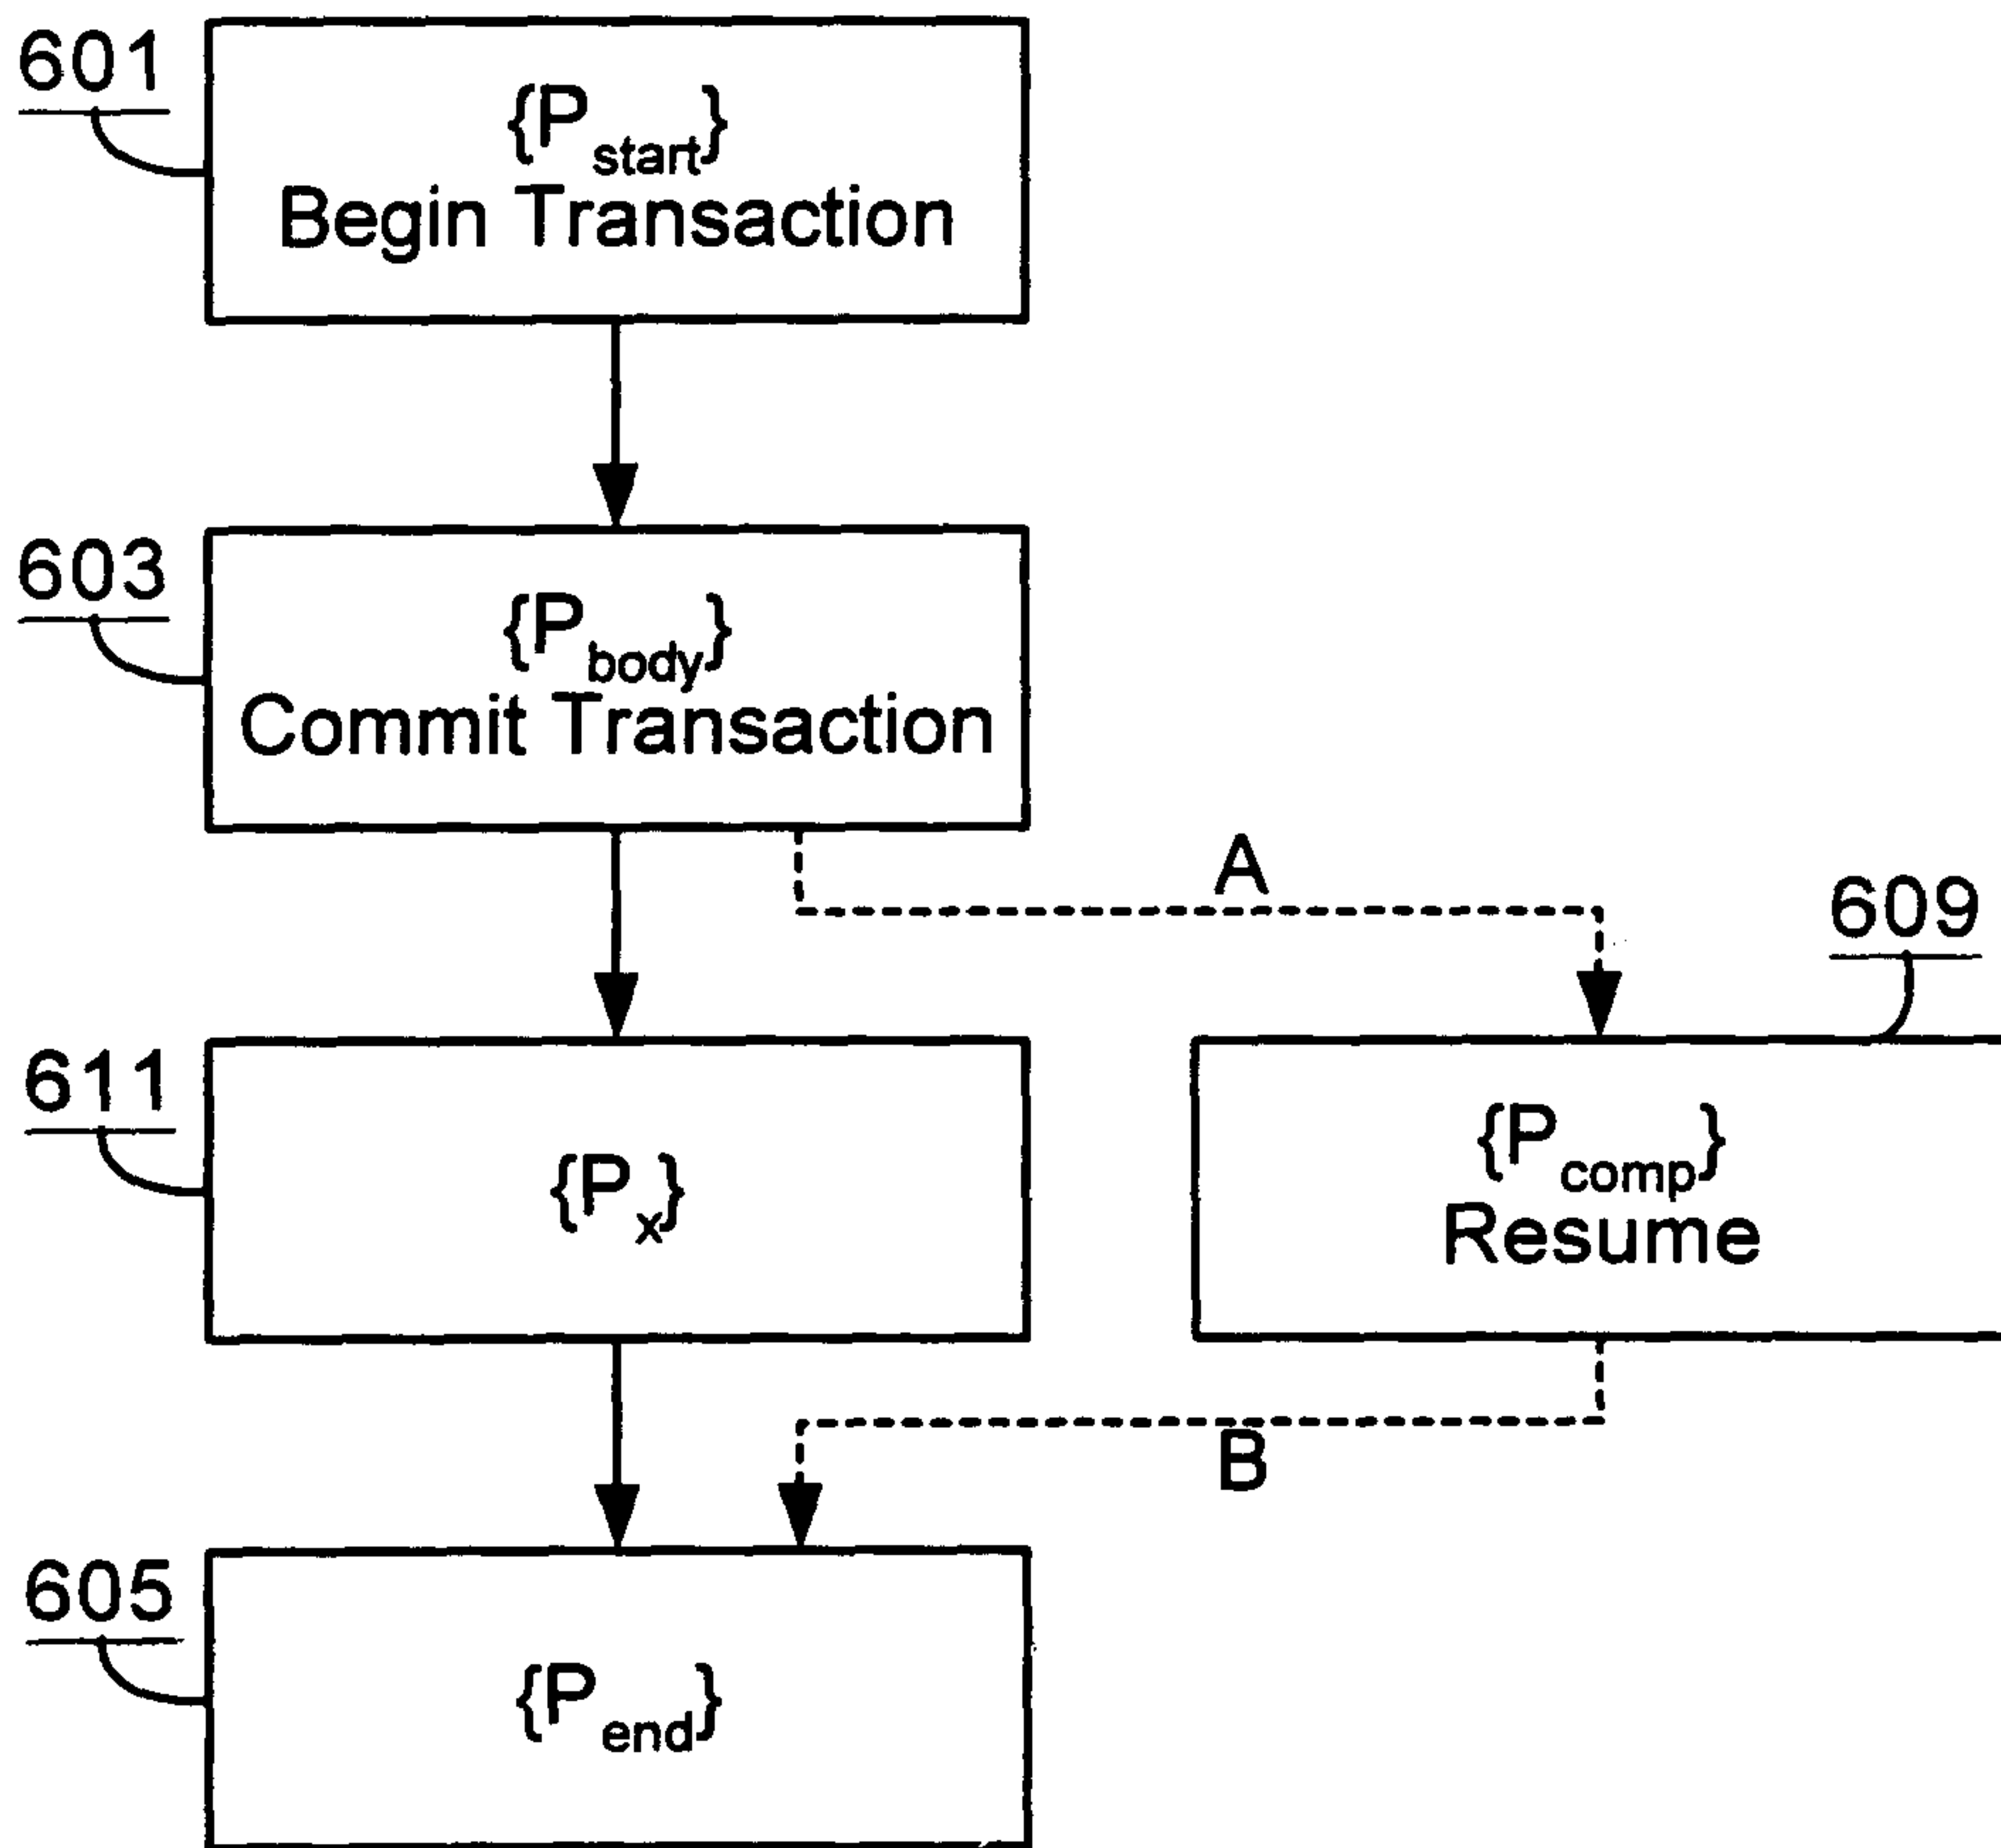 601
{P_start}
Begin Transaction
603
{P_body}
Commit Transaction
A
609
611
{P_x}
{P_comp}
Resume
B
605
{P_end}